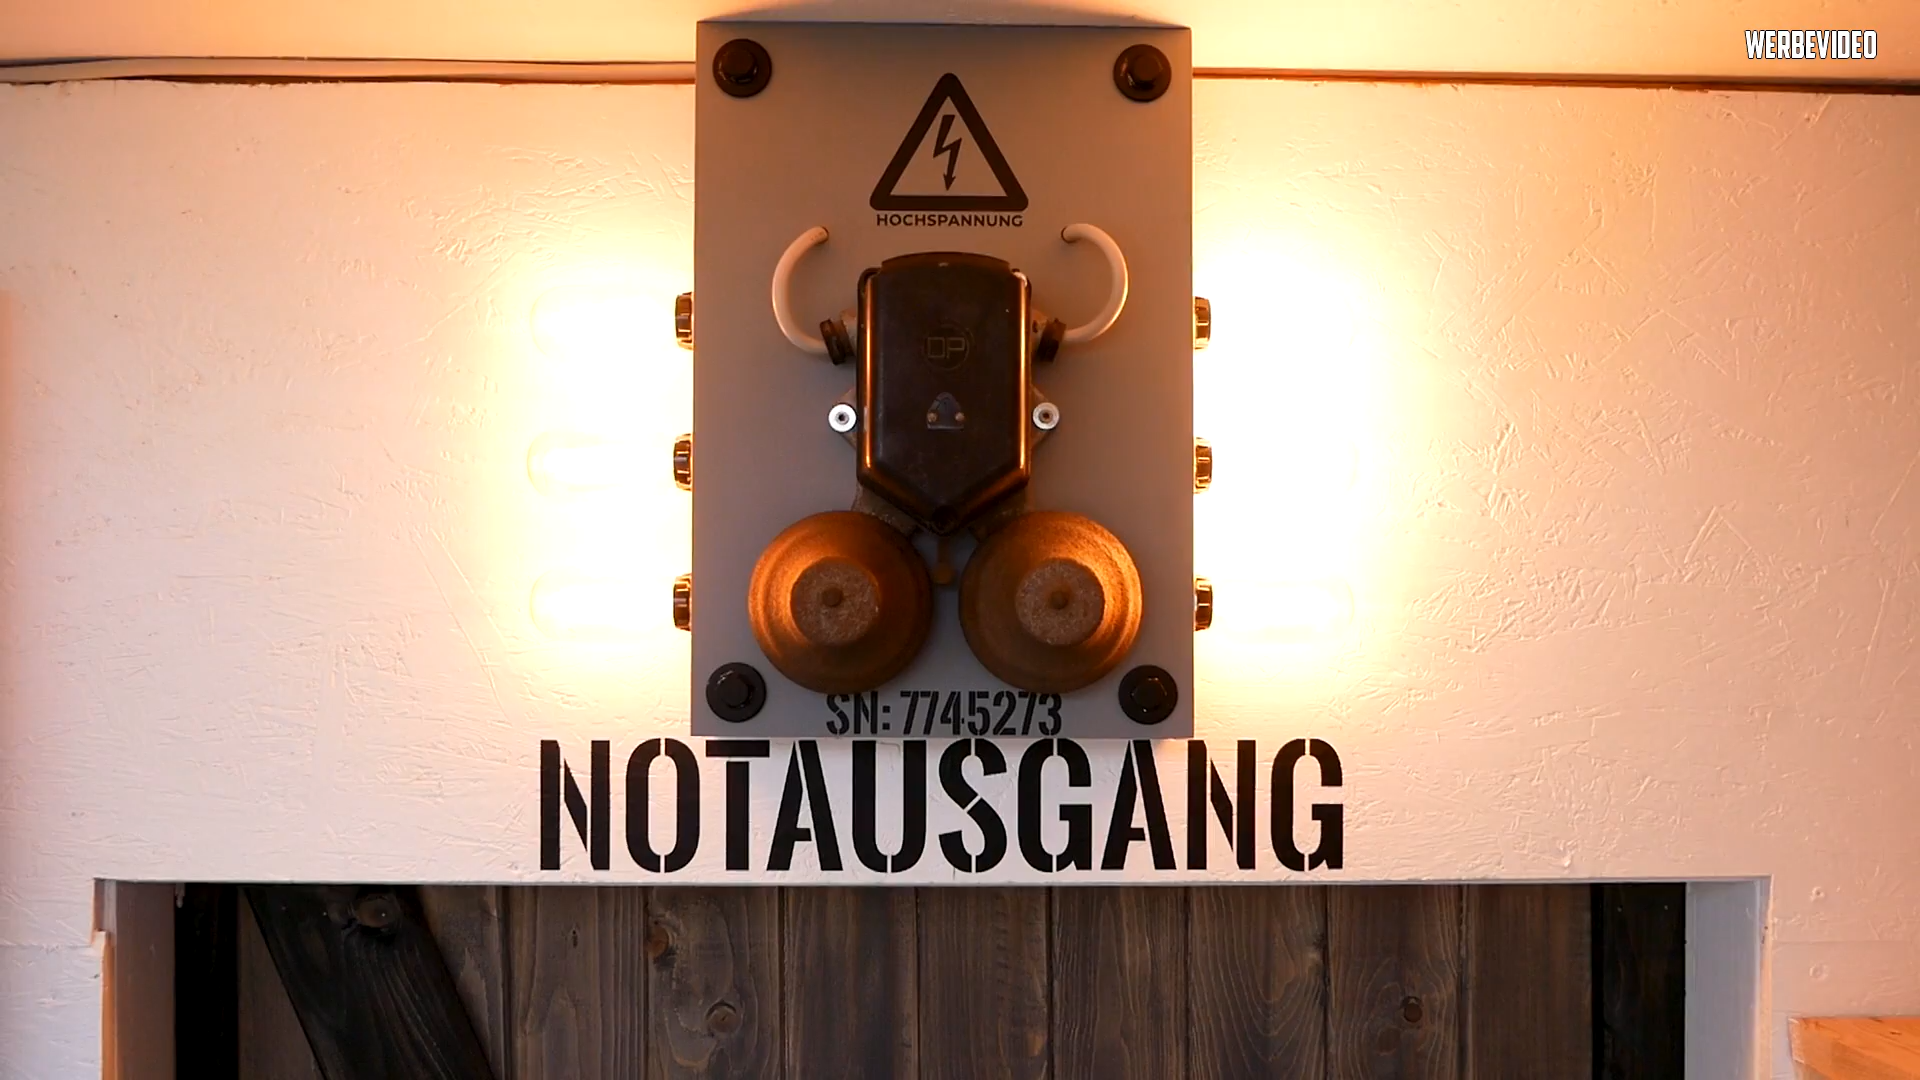 WERBEVIDEO
HOCHSPANNUNG
DP
SN: 7745273
NOTAUSGANG